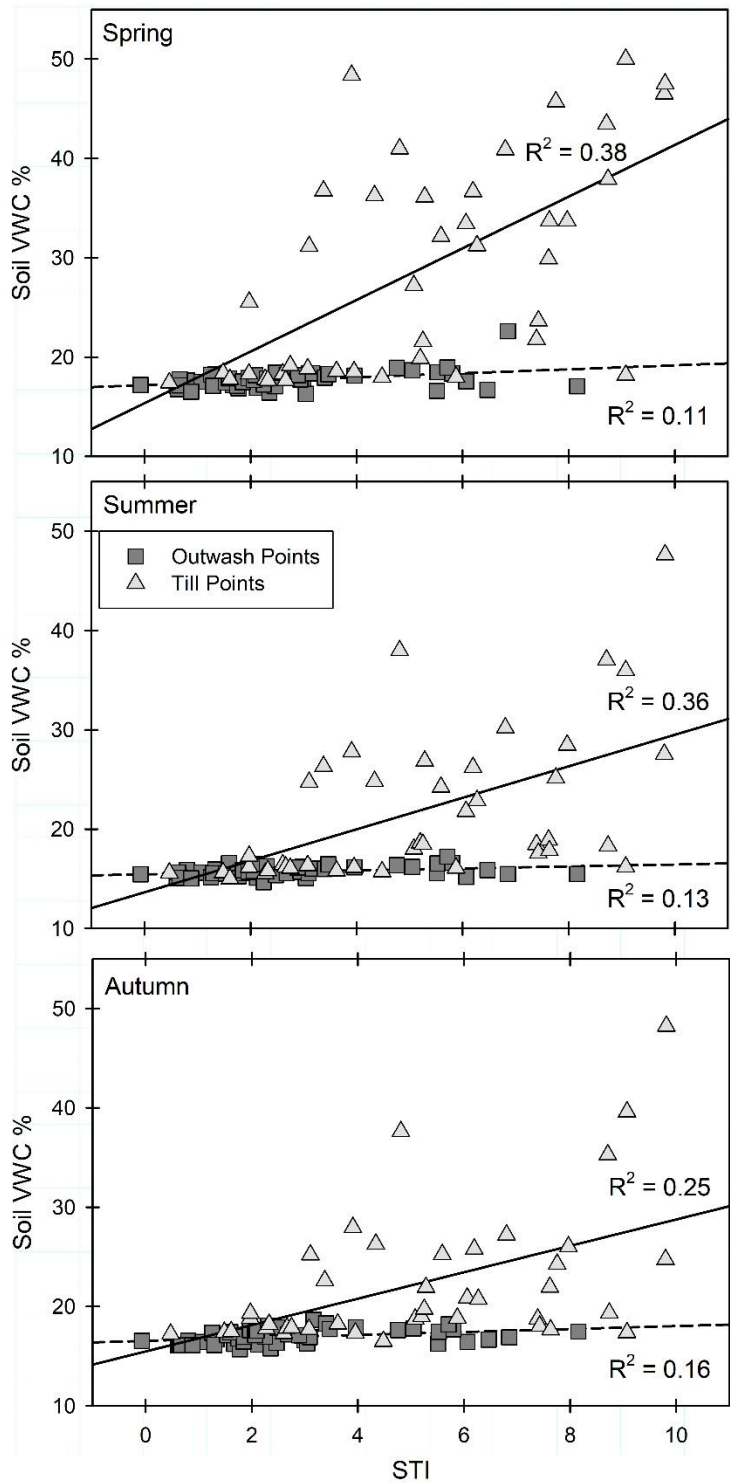 Spring
50
40
30
20
10
Soil VWC %
R² = 0.38
R² = 0.11
Summer
Outwash Points
Till Points
50
40
30
20
10
Soil VWC %
R² = 0.36
R² = 0.13
Autumn
50
40
30
20
10
Soil VWC %
R² = 0.25
R² = 0.16
0 2 4 6 8 10
STI